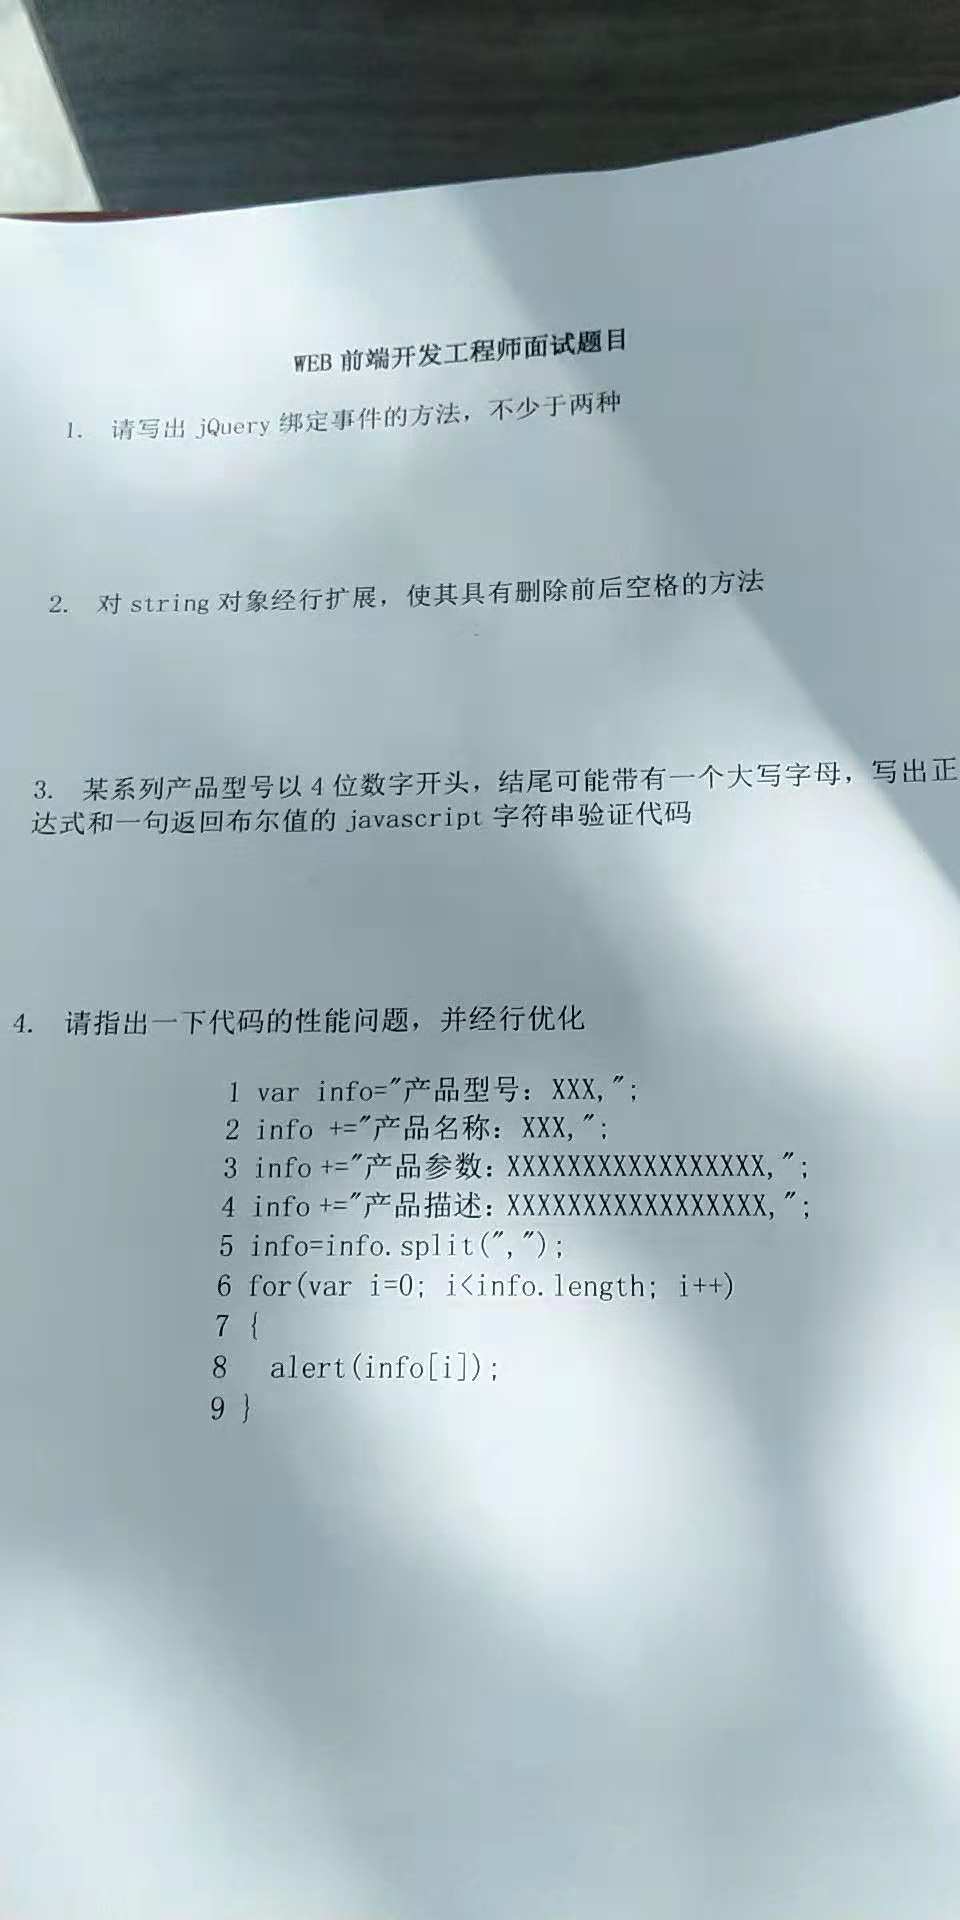 WEB 前端开发工程师面试题目
1. 请写出 jQuery 绑定事件的方法，不少于两种
2. 对 string 对象经行扩展，使其具有删除前后空格的方法
3. 某系列产品型号以 4 位数字开头，结尾可能带有一个大写字母，写出正
达式和一句返回布尔值的 javascript 字符串验证代码
4. 请指出一下代码的性能问题，并经行优化
1 var info="产品型号：XXX,";
2 info +="产品名称：XXX,";
3 info +="产品参数：XXXXXXXXXXXXXXXXX,";
4 info +="产品描述：XXXXXXXXXXXXXXXXX,";
5 info=info.split(",");
6 for(var i=0; i<info.length; i++)
7 {
8 alert(info[i]);
9 }